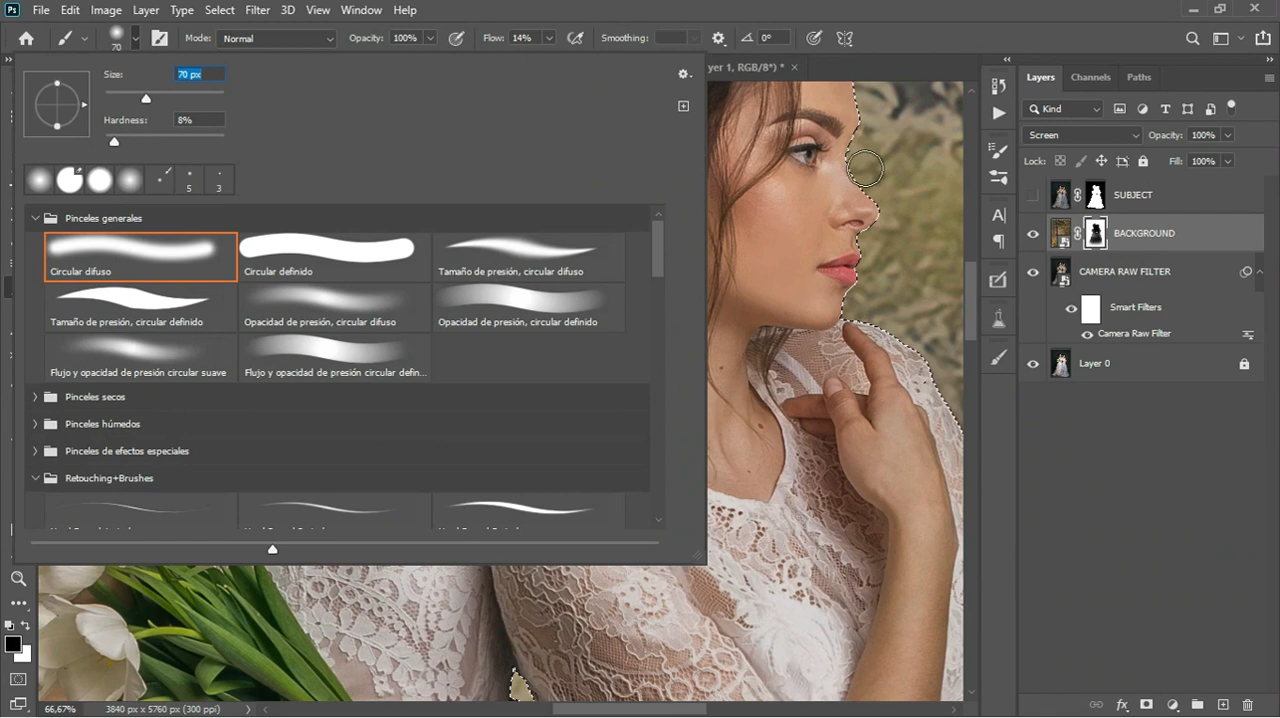 Ps File Edit Image Layer Type Select Filter 3D View Window Help
70 Mode: Normal Opacity: 100% Flow: 14% Smoothing: 0°
Size: 70 px
Hardness: 8%
5 3
Pinceles generales
Circular difuso Circular definido Tamaño de presión, circular difuso
Tamaño de presión, circular definido Opacidad de presión, circular difuso Opacidad de presión, circular definido
Flujo y opacidad de presión circular suave Flujo y opacidad de presión circular defin...
Pinceles secos
Pinceles húmedos
Pinceles de efectos especiales
Retouching+Brushes
yer 1, RGB/8*) *
Layers Channels Paths
Kind
Screen Opacity: 100%
Lock: Fill: 100%
SUBJECT
BACKGROUND
CAMERA RAW FILTER
Smart Filters
Camera Raw Filter
Layer 0
66,67% 3840 px x 5760 px (300 ppi)